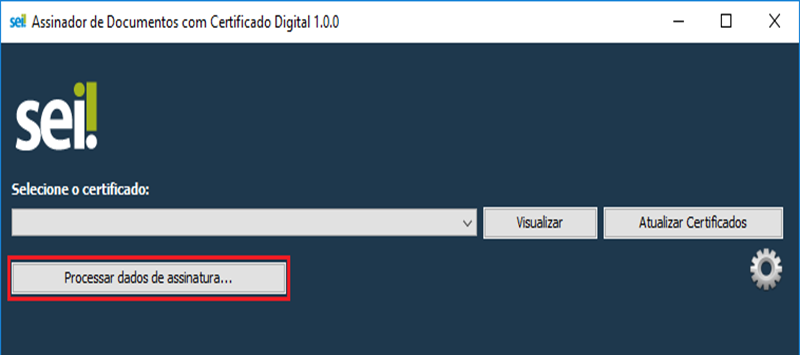 sei! Assinador de Documentos com Certificado Digital 1.0.0
sei!
Selecione o certificado:
Visualizar
Atualizar Certificados
Processar dados de assinatura...